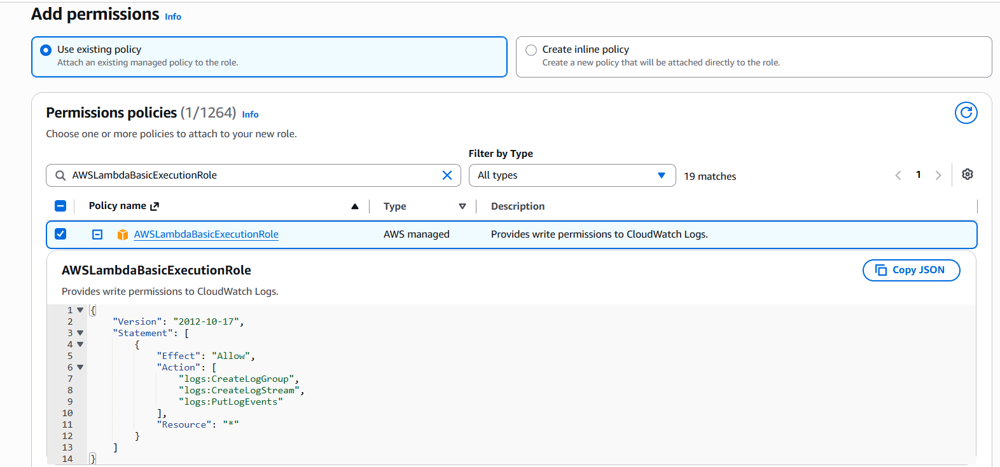 Add permissions Info
Use existing policy
Attach an existing managed policy to the role.
Create inline policy
Create a new policy that will be attached directly to the role.
Permissions policies (1/1264) Info
Choose one or more policies to attach to your new role.
Filter by Type
AWSLambdaBasicExecutionRole
All types
19 matches
1
Policy name
Type
Description
AWSLambdaBasicExecutionRole
AWS managed
Provides write permissions to CloudWatch Logs.
AWSLambdaBasicExecutionRole
Copy JSON
Provides write permissions to CloudWatch Logs.
1 {
2     "Version": "2012-10-17",
3     "Statement": [
4         {
5             "Effect": "Allow",
6             "Action": [
7                 "logs:CreateLogGroup",
8                 "logs:CreateLogStream",
9                 "logs:PutLogEvents"
10             ],
11             "Resource": "*"
12         }
13     ]
14 }